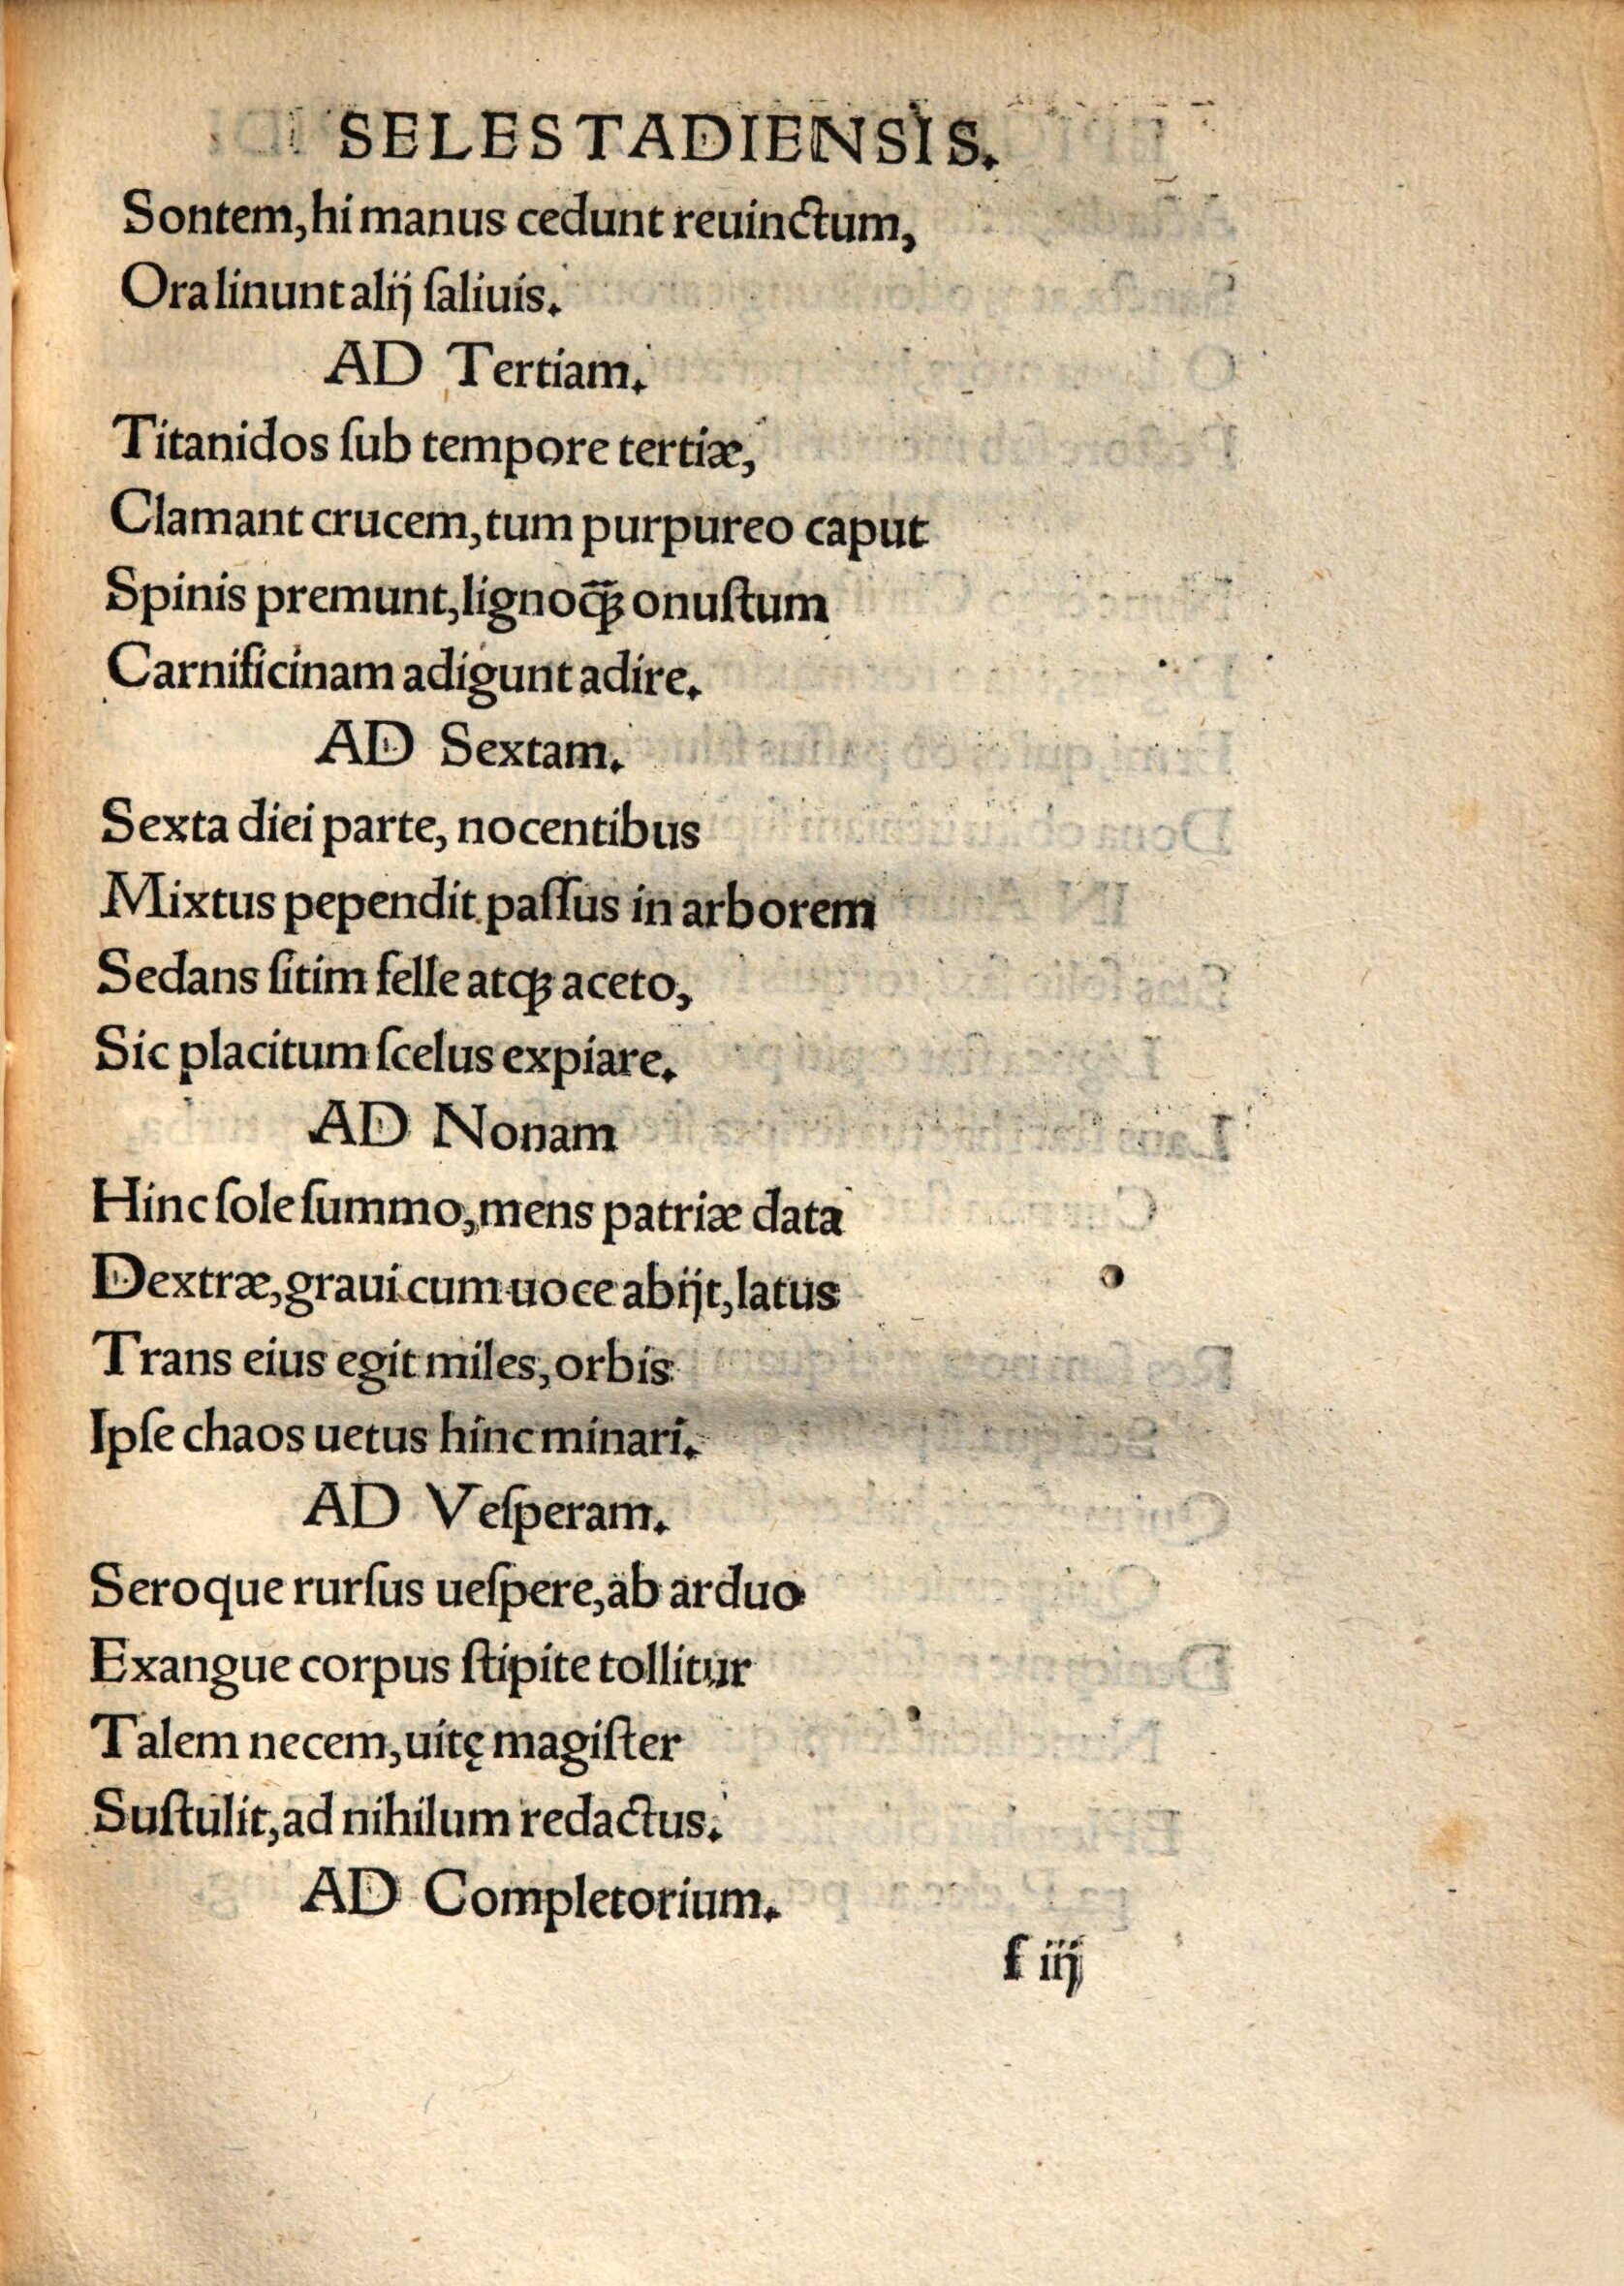 SELESTADIENSIS.
Sontem, hi manus cedunt reuinctum,
Ora linunt alij ſaliuis.
AD Tertiam.
Titanidos ſub tempore tertiæ,
Clamant crucem, tum purpureo caput
Spinis premunt, lignoq̃ꝫ onuſtum
Carnificinam adigunt adire.
AD Sextam.
Sexta diei parte, nocentibus
Mixtus pependit paſſus in arborem
Sedans ſitim felle atqꝫ aceto,
Sic placitum ſcelus expiare.
AD Nonam
Hinc ſole ſummo, mens patriæ data
Dextræ, graui cum uoce abijt, latus
Trans eius egit miles, orbis
Ipſe chaos uetus hinc minari.
AD Veſperam.
Seroque rurſus ueſpere, ab arduo
Exangue corpus ſtipite tollitur
Talem necem, uitę magiſter
Suſtulit, ad nihilum redactus.
AD Completorium.
f iij